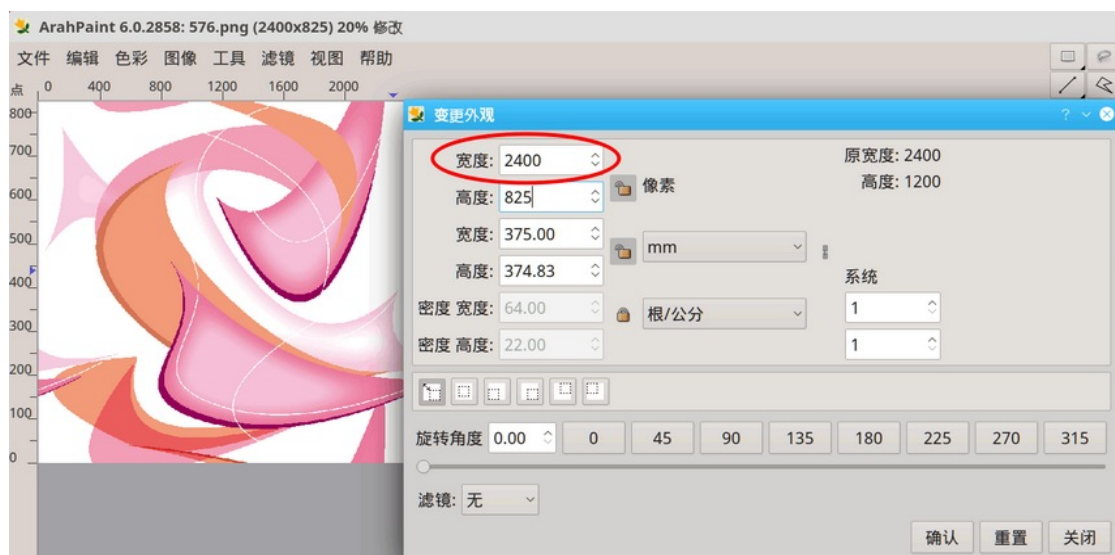 ArahPaint 6.0.2858: 576.png (2400x825) 20% 修改
文件 编辑 色彩 图像 工具 滤镜 视图 帮助
点 0 400 800 1200 1600 2000
800
700
600
500
400
300
200
100
0
变更外观
宽度: 2400 原宽度: 2400
高度: 825 像素 高度: 1200
宽度: 375.00 mm
高度: 374.83 系统
密度 宽度: 64.00 根/公分 1
密度 高度: 22.00 1
旋转角度 0.00 0 45 90 135 180 225 270 315
滤镜: 无
确认 重置 关闭